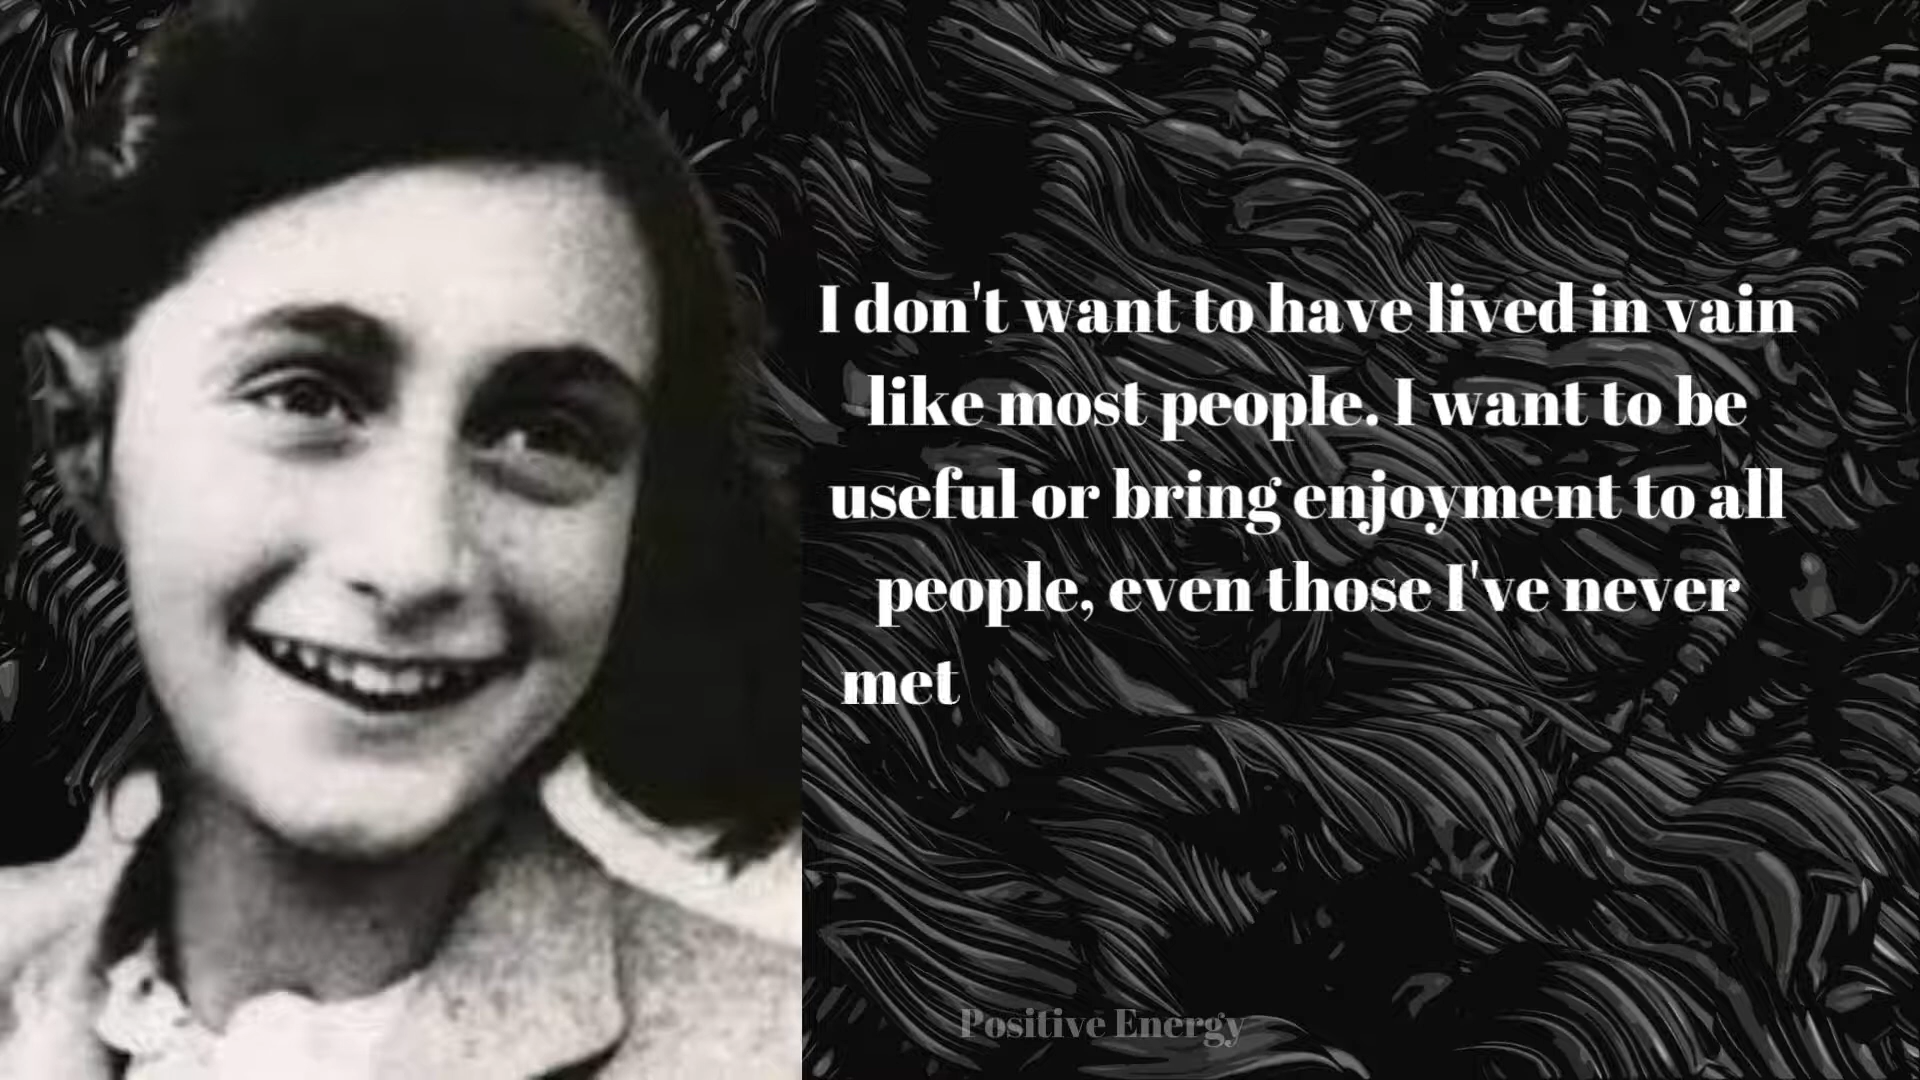 I don't want to have lived in vain
like most people. I want to be
useful or bring enjoyment to all
people, even those I've never
met
Positive Energy